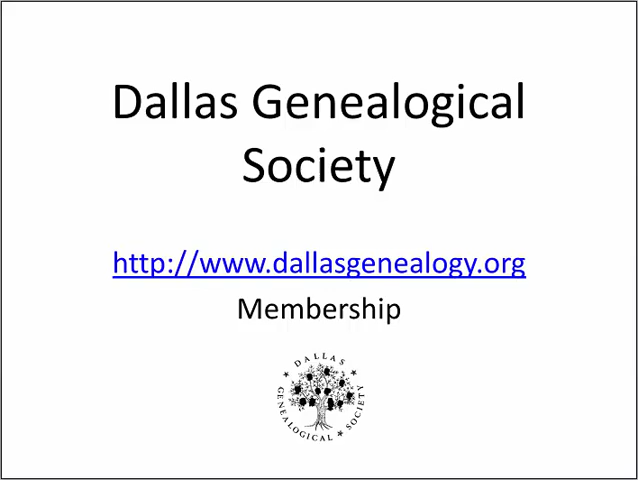 Dallas Genealogical
Society
http://www.dallasgenealogy.org
Membership
★ DALLAS ★
GENEALOGICAL ★ SOCIETY